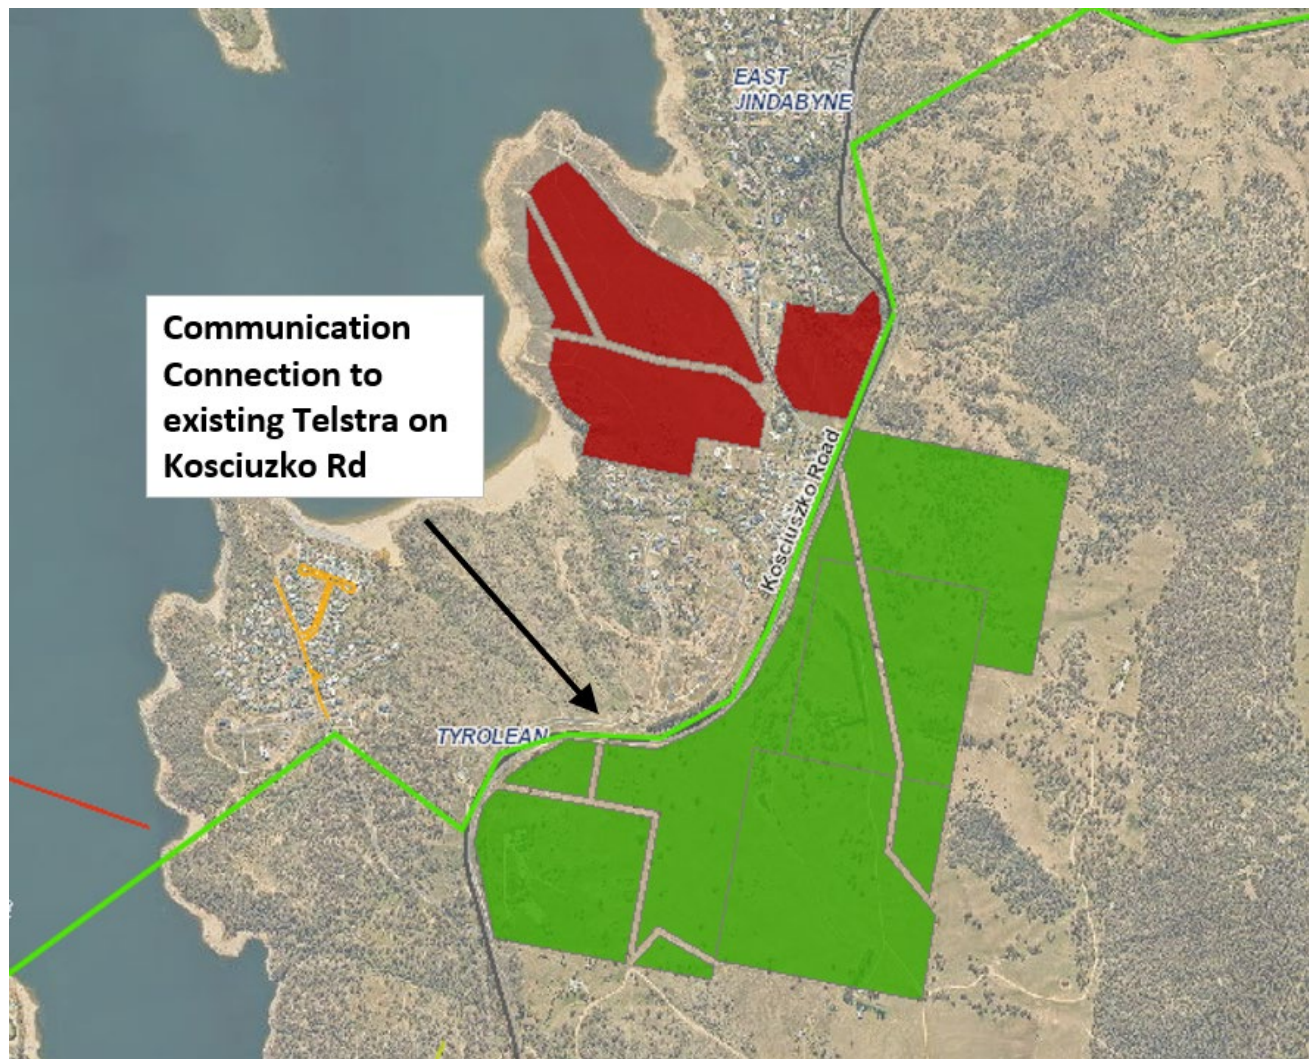 EAST
JINDABYNE
Communication
Connection to
existing Telstra on
Kosciuzko Rd
Kosciuszko Road
TYROLEAN